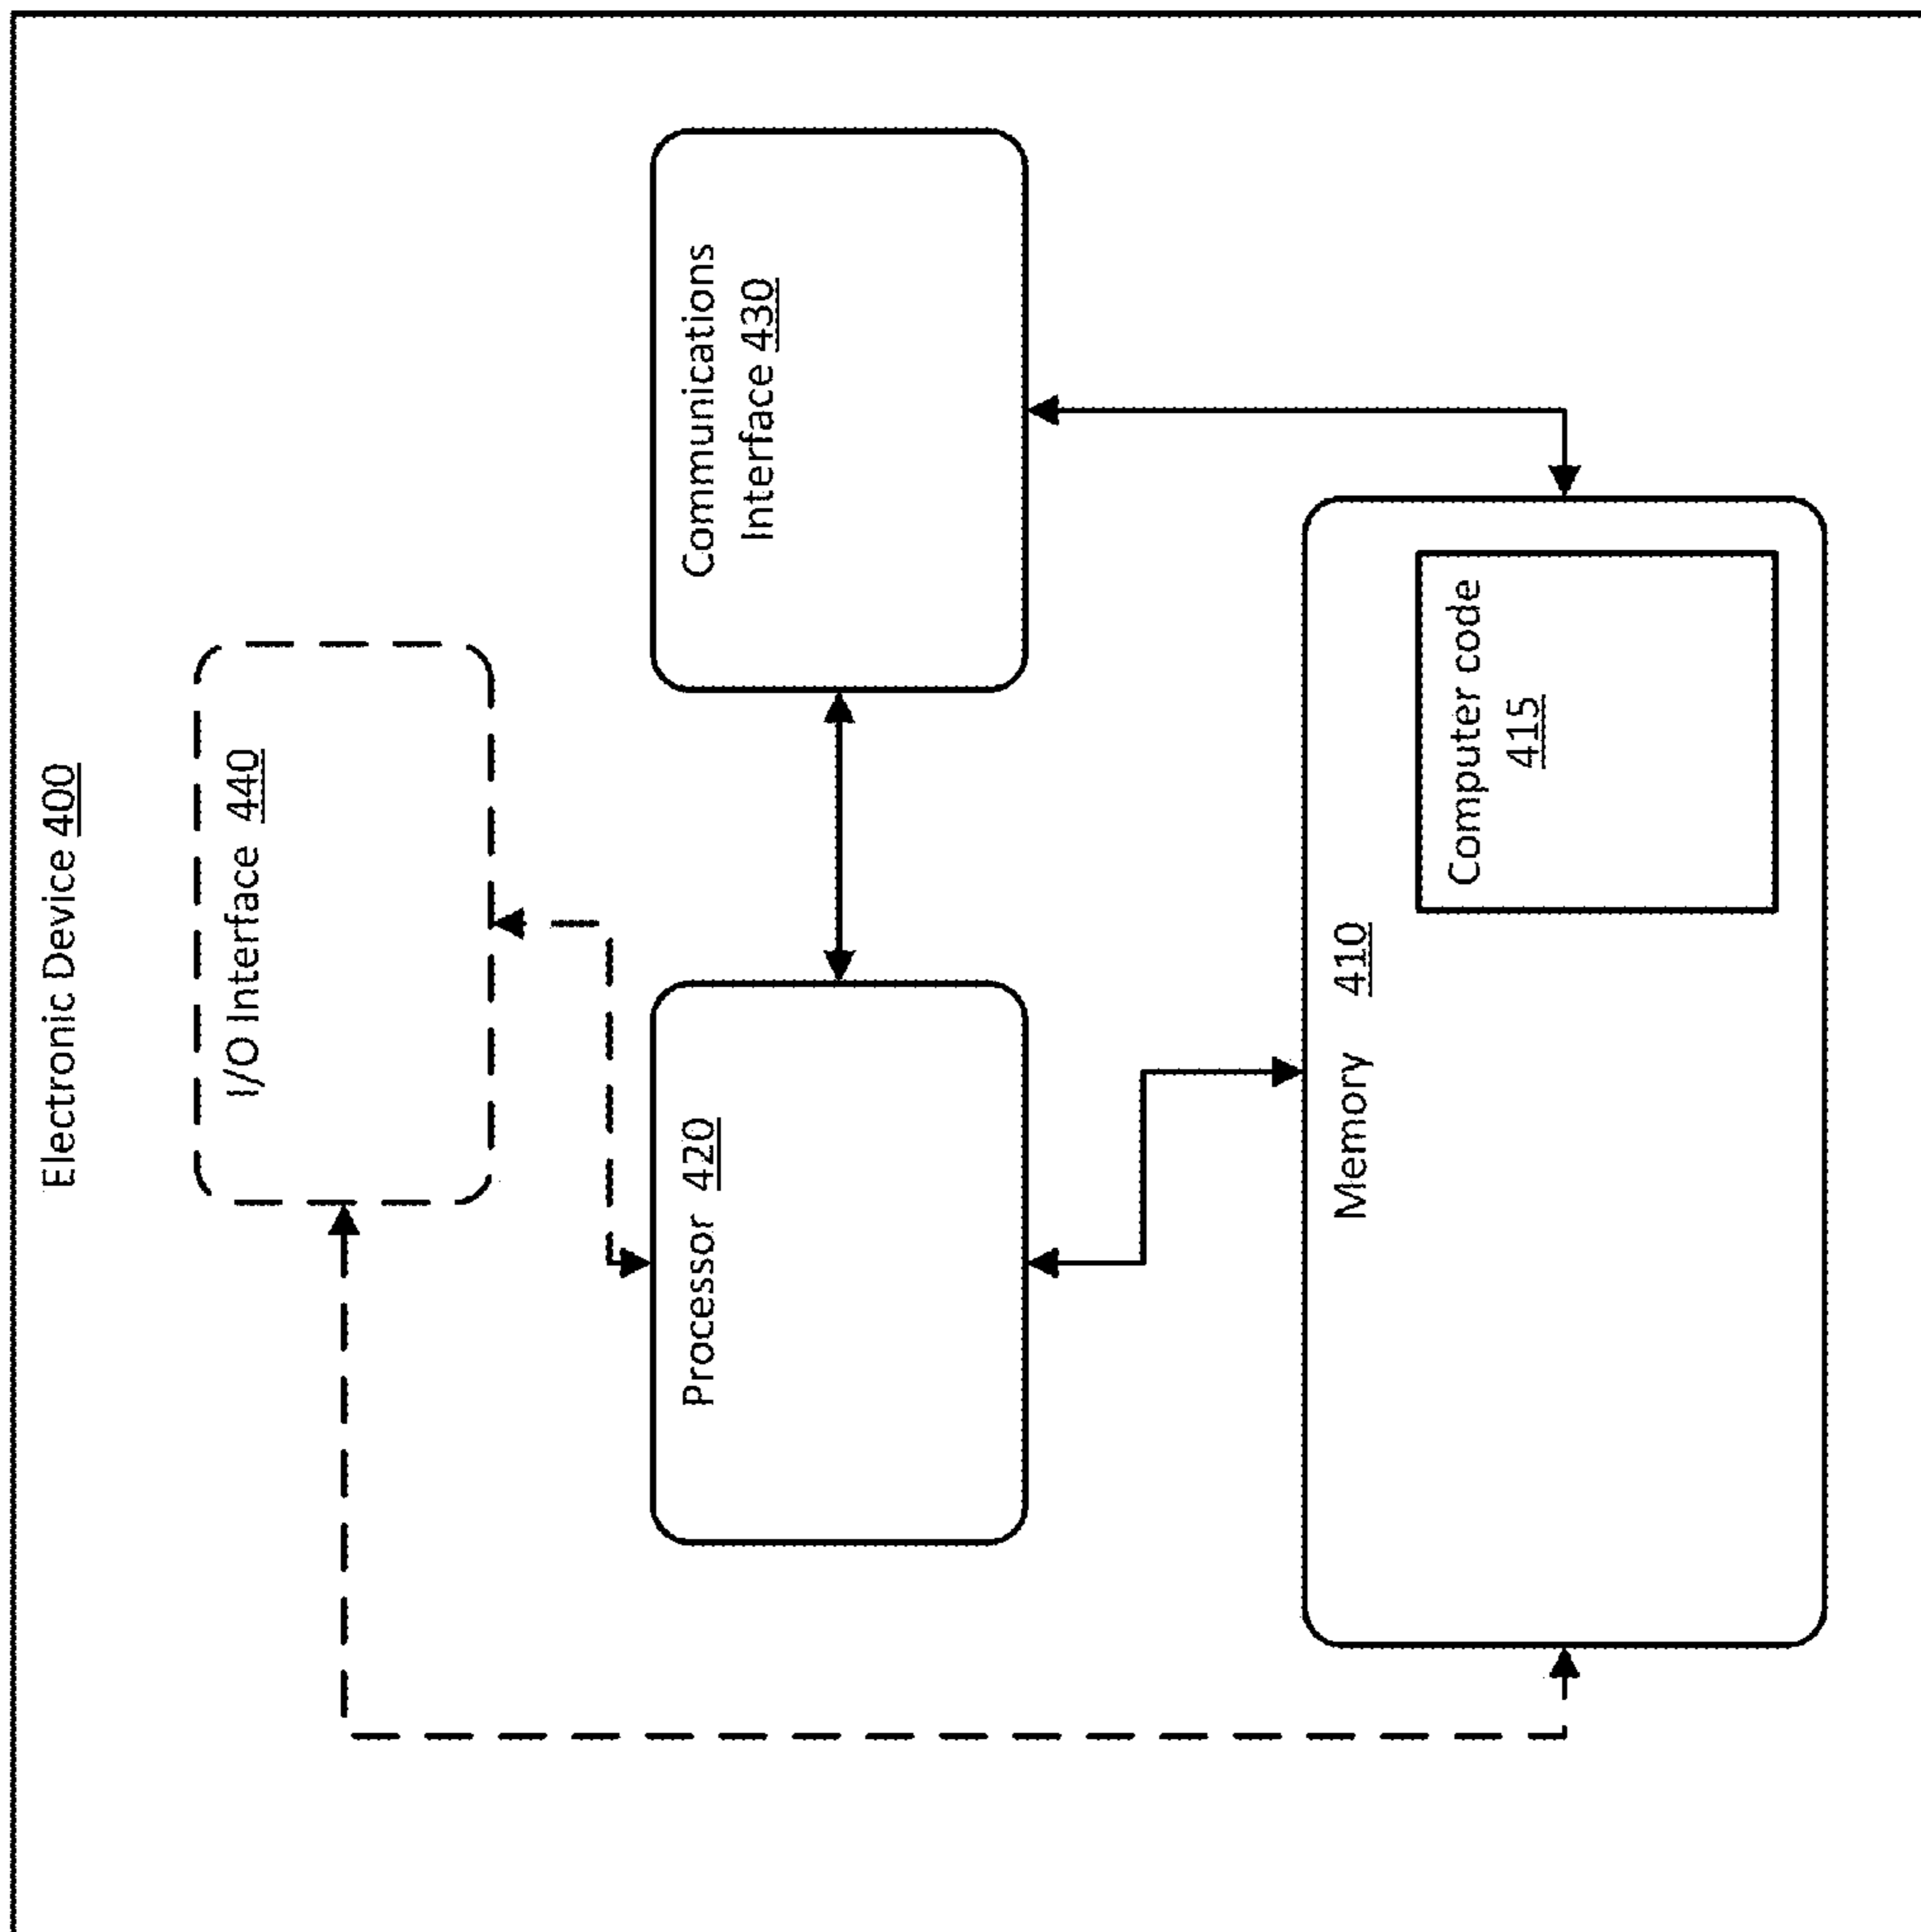 Electronic Device 400
I/O Interface 440
Processor 420
Communications
Interface 430
Memory 410
Computer code
415